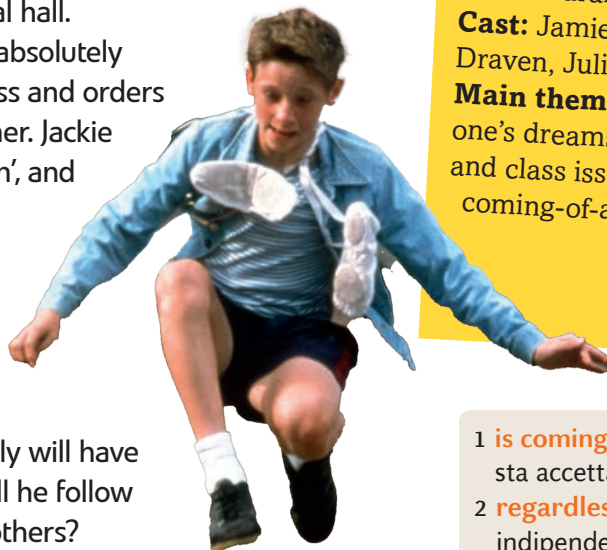 al hall.
absolutely
ss and orders
her. Jackie
n', and
ly will have
ll he follow
others?
Cast: Jamie
Draven, Juli
Main them
one's dream
and class iss
coming-of-a
1 is coming
sta accetta
2 regardles
indipende